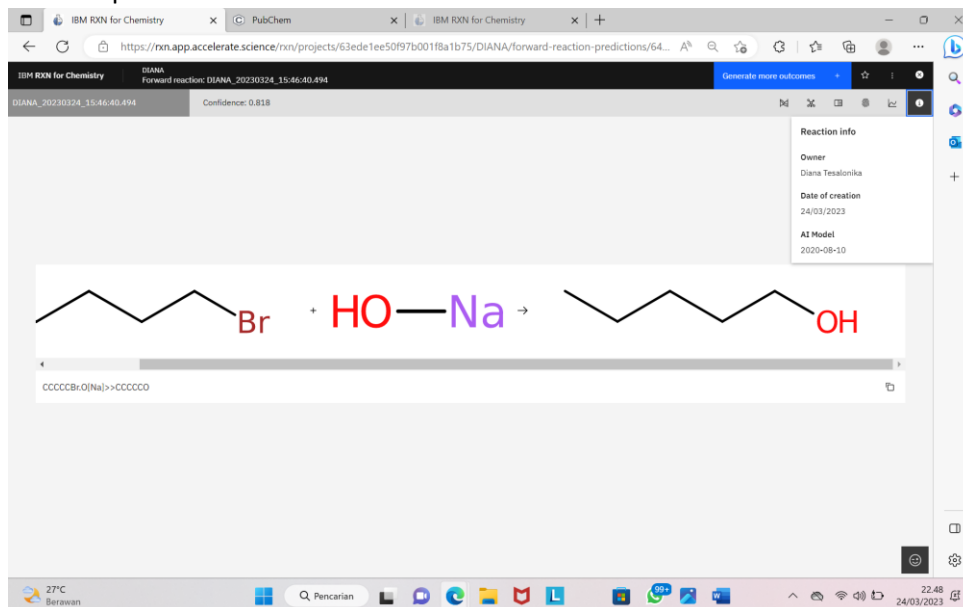 IBM RXN for Chemistry
PubChem
IBM RXN for Chemistry
https://rxn.app.accelerate.science/rxn/projects/63ede1ee50f97b001f8a1b75/DIANA/forward-reaction-predictions/64...
IBM RXN for Chemistry
DIANA
Forward reaction: DIANA_20230324_15:46:40.494
Generate more outcomes +
DIANA_20230324_15:46:40.494
Confidence: 0.818
Reaction info
Owner
Diana Tesalonika
Date of creation
24/03/2023
AI Model
2020-08-10
Br + HO—Na → OH
CCCCCBr.O[Na]>>CCCCCO
27°C
Berawan
Pencarian
99+
22.48
24/03/2023